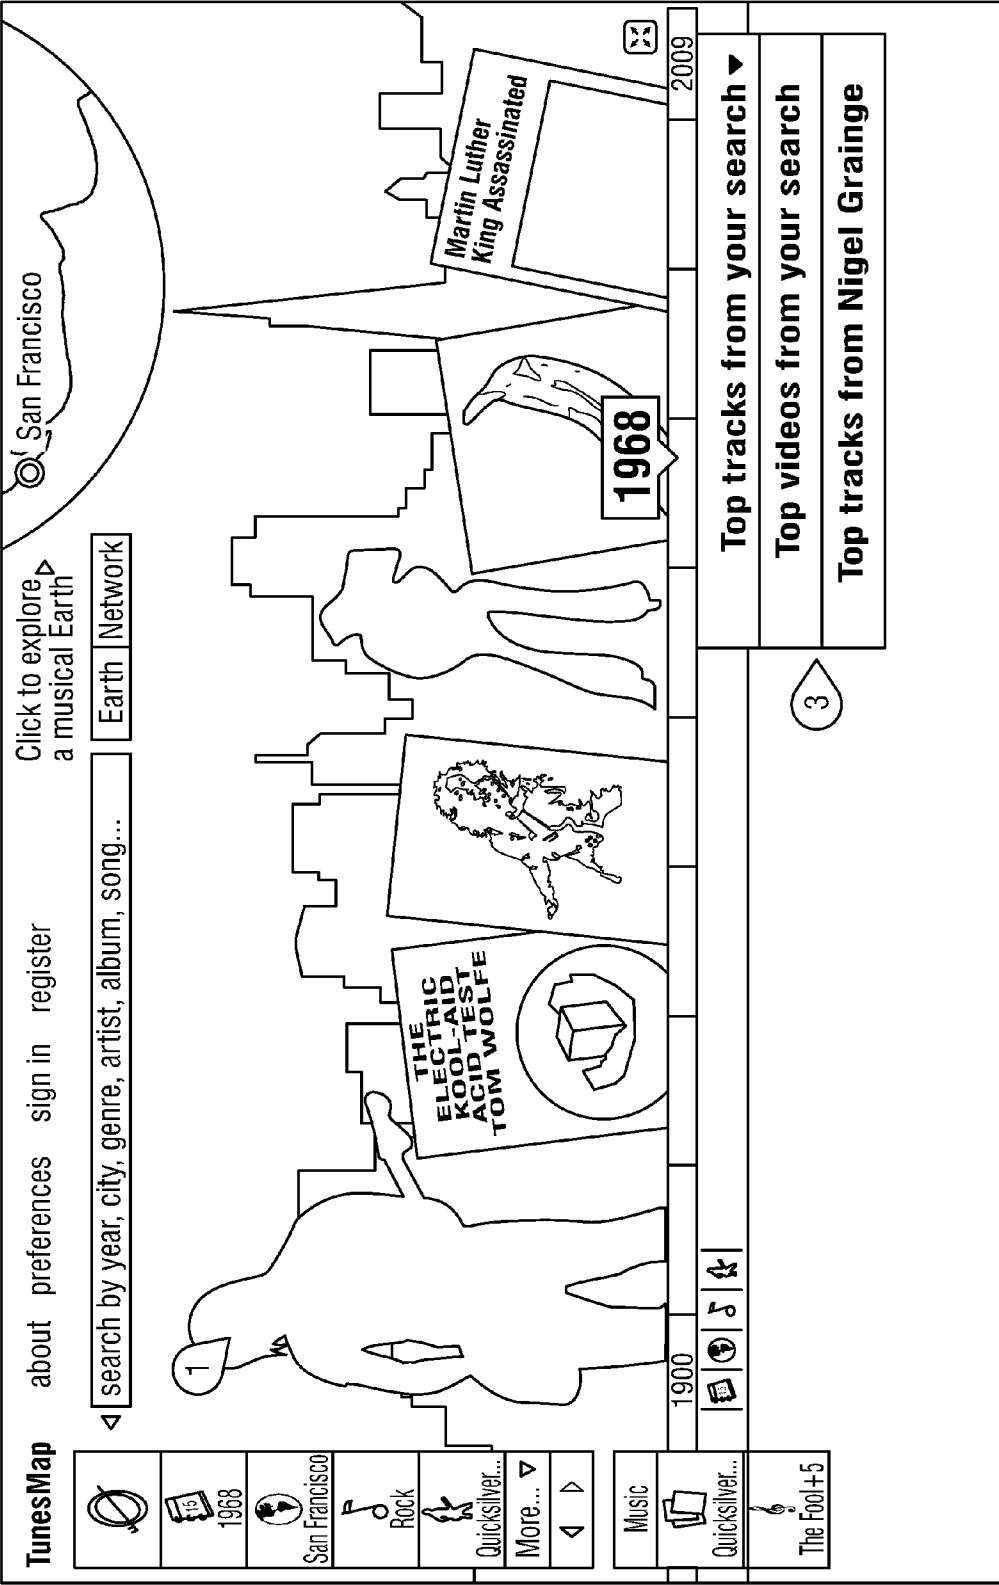 TunesMap
about preferences sign in register
Click to explore
a musical Earth
San Francisco
search by year, city, genre, artist, album, song...
Earth
Network
15
1968
San Francisco
Rock
Quicksilver...
More...
1
THE
ELECTRIC
KOOL-AID
ACID TEST
TOM WOLFE
Martin Luther
King Assassinated
1968
1900
2009
Music
Quicksilver...
The Fool+5
15
Top tracks from your search
Top videos from your search
Top tracks from Nigel Grainge
3